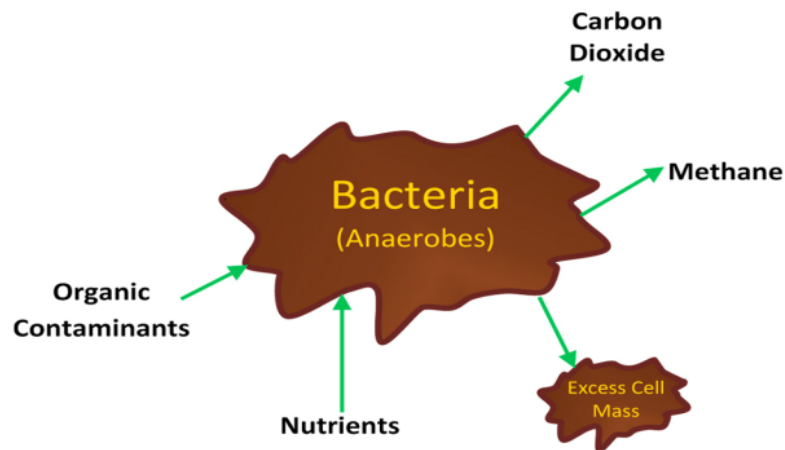 Carbon
Dioxide
Methane
Bacteria
(Anaerobes)
Organic
Contaminants
Nutrients
Excess Cell
Mass